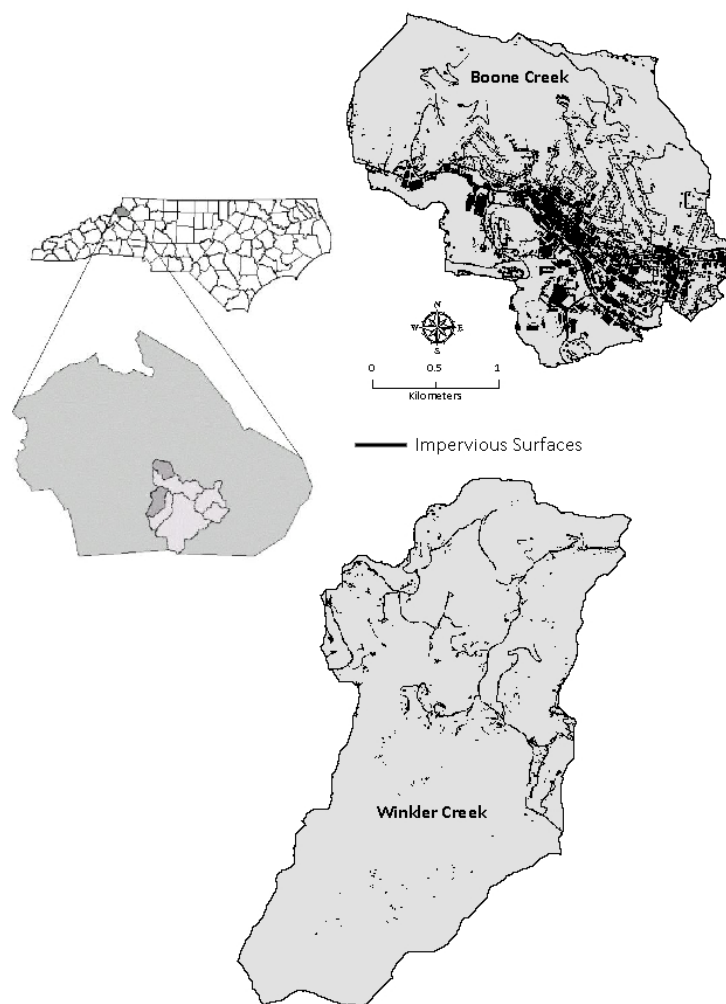 Boone Creek
N
W E
S
0 0.5 1
Kilometers
Impervious Surfaces
Winkler Creek